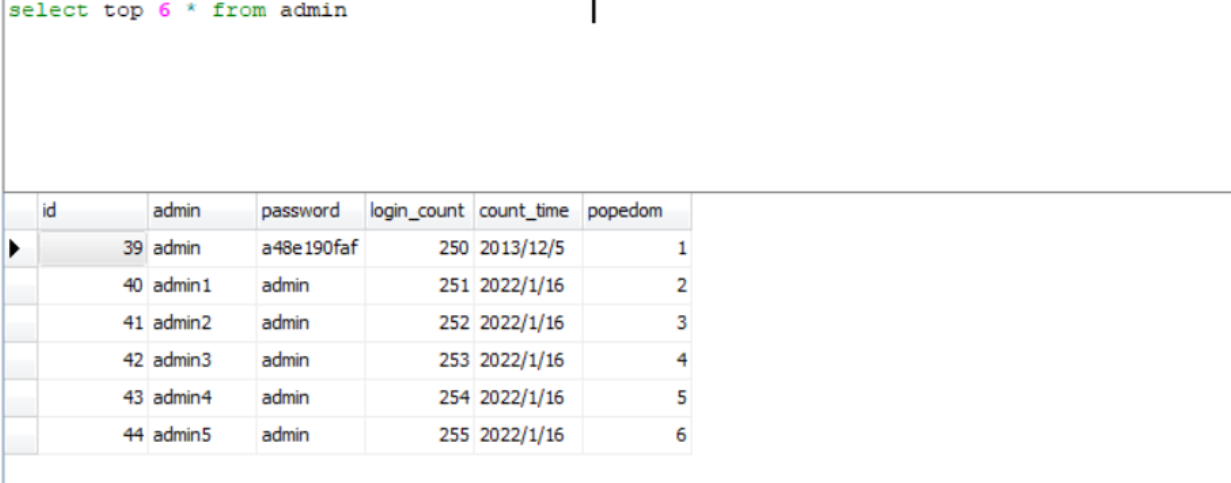 select top 6 * from admin
id admin password login_count count_time popedom
39 admin a48e190faf 250 2013/12/5 1
40 admin1 admin 251 2022/1/16 2
41 admin2 admin 252 2022/1/16 3
42 admin3 admin 253 2022/1/16 4
43 admin4 admin 254 2022/1/16 5
44 admin5 admin 255 2022/1/16 6